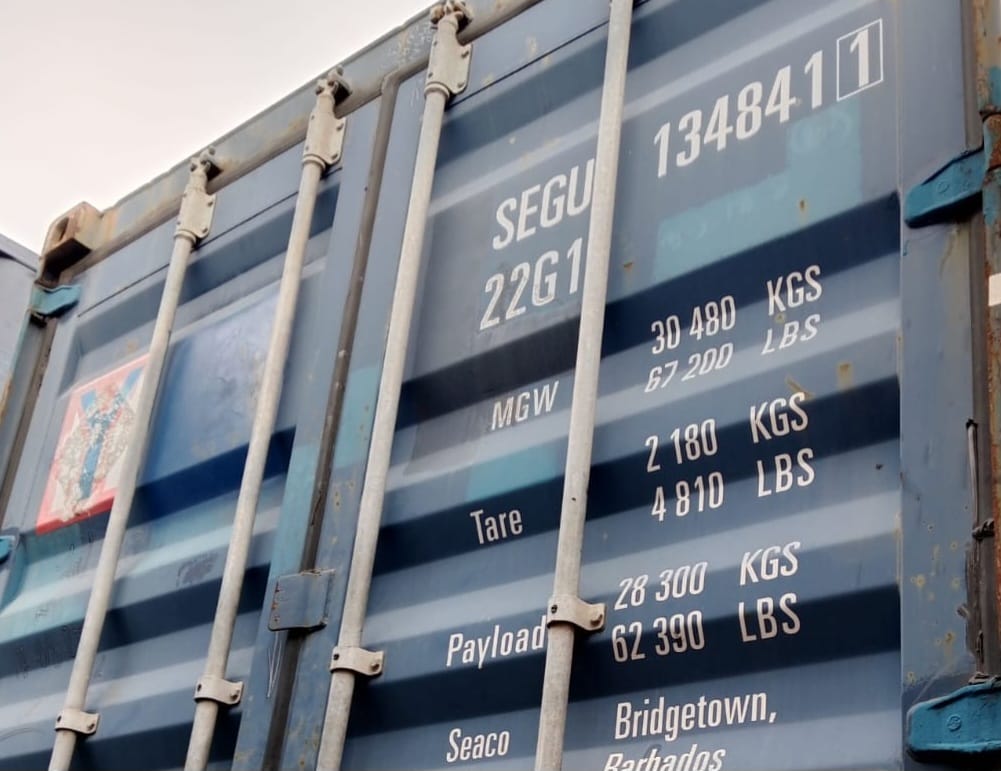 SEGU 134841 1
22G1
MGW 30 480 KGS
67 200 LBS
Tare 2 180 KGS
4 810 LBS
Payload 28 300 KGS
62 390 LBS
Seaco Bridgetown,
Barbados